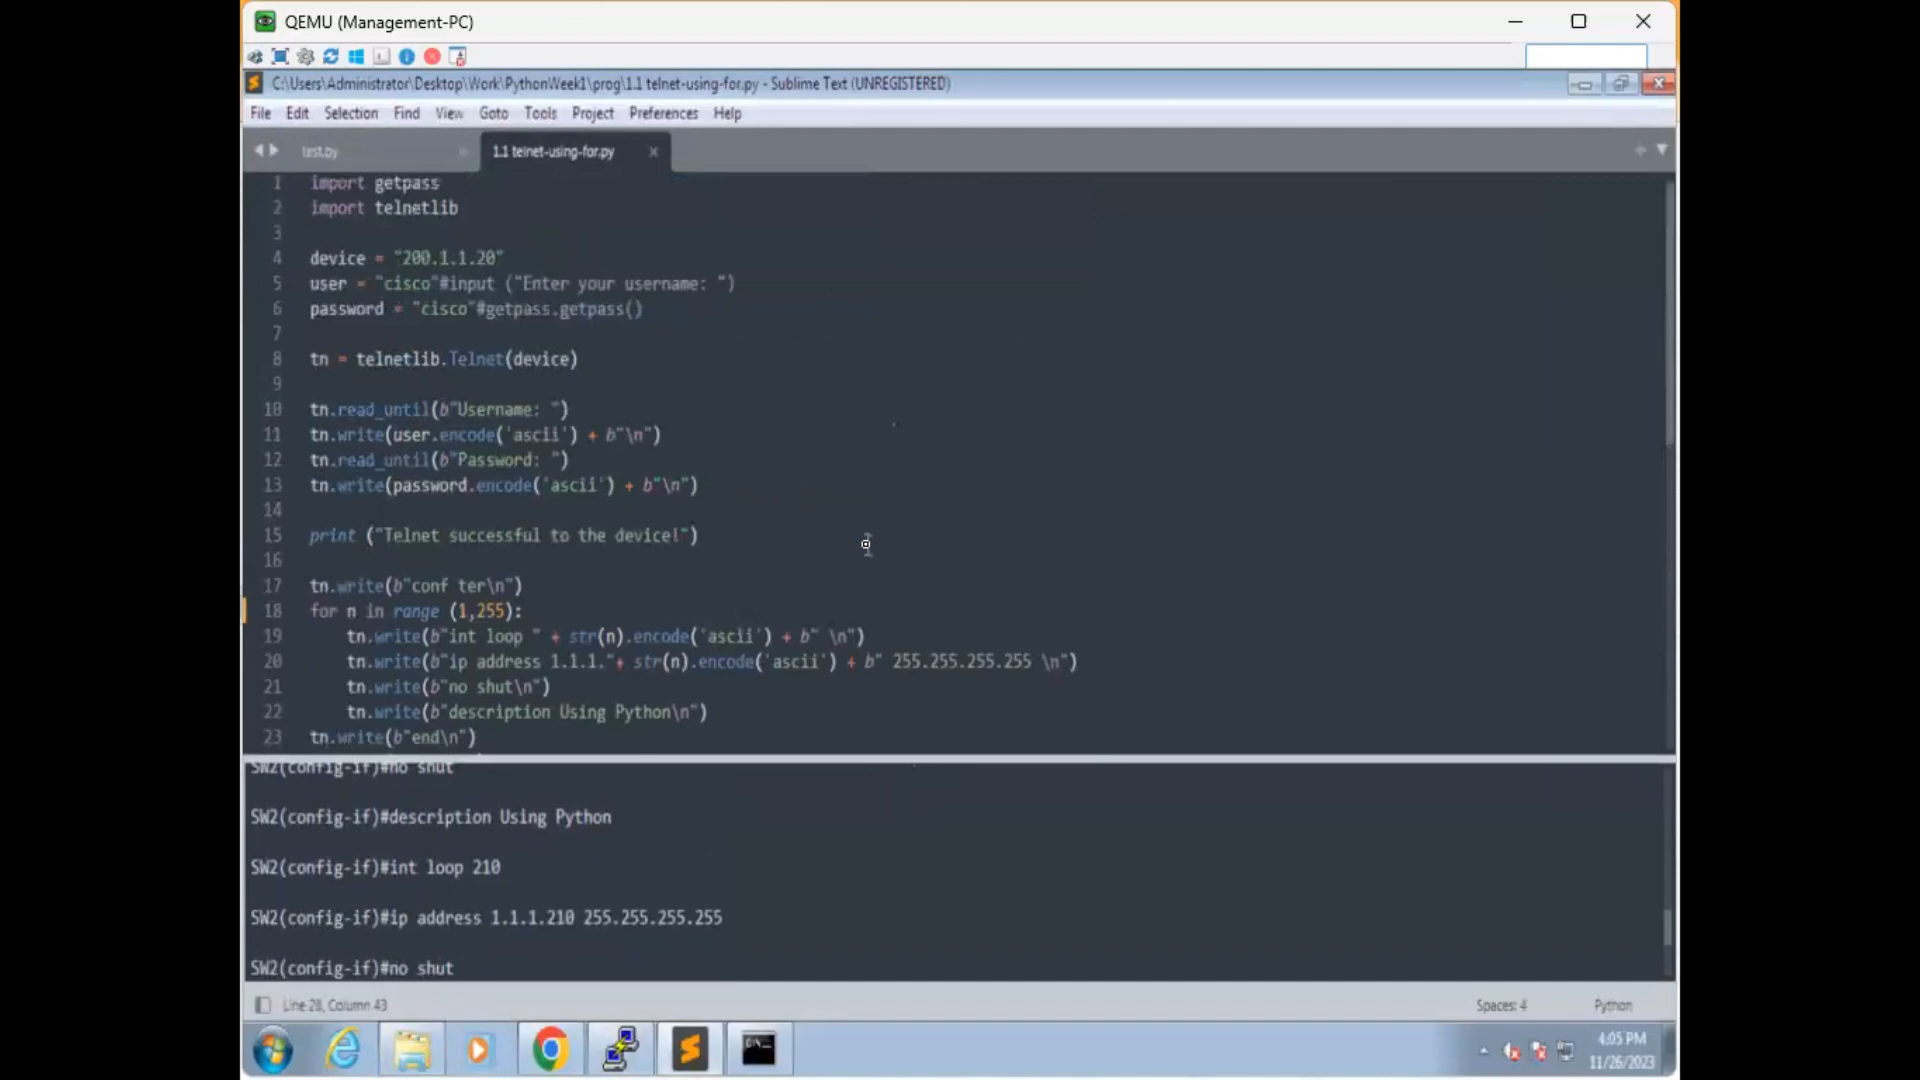 QEMU (Management-PC)
C:\Users\Administrator\Desktop\Work\PythonWeek1\prog\1.1 telnet-using-for.py - Sublime Text (UNREGISTERED)
File Edit Selection Find View Goto Tools Project Preferences Help
test.py 1.1 telnet-using-for.py
1 import getpass
2 import telnetlib
3
4 device = "200.1.1.20"
5 user = "cisco"#input ("Enter your username: ")
6 password = "cisco"#getpass.getpass()
7
8 tn = telnetlib.Telnet(device)
9
10 tn.read_until(b"Username: ")
11 tn.write(user.encode('ascii') + b"\n")
12 tn.read_until(b"Password: ")
13 tn.write(password.encode('ascii') + b"\n")
14
15 print ("Telnet successful to the device!")
16
17 tn.write(b"conf ter\n")
18 for n in range (1,255):
19 tn.write(b"int loop " + str(n).encode('ascii') + b" \n")
20 tn.write(b"ip address 1.1.1."+ str(n).encode('ascii') + b" 255.255.255.255 \n")
21 tn.write(b"no shut\n")
22 tn.write(b"description Using Python\n")
23 tn.write(b"end\n")
SW2(config-if)#no shut
SW2(config-if)#description Using Python
SW2(config-if)#int loop 210
SW2(config-if)#ip address 1.1.1.210 255.255.255.255
SW2(config-if)#no shut
Line 28, Column 43 Spaces: 4 Python
4:05 PM
11/26/2023